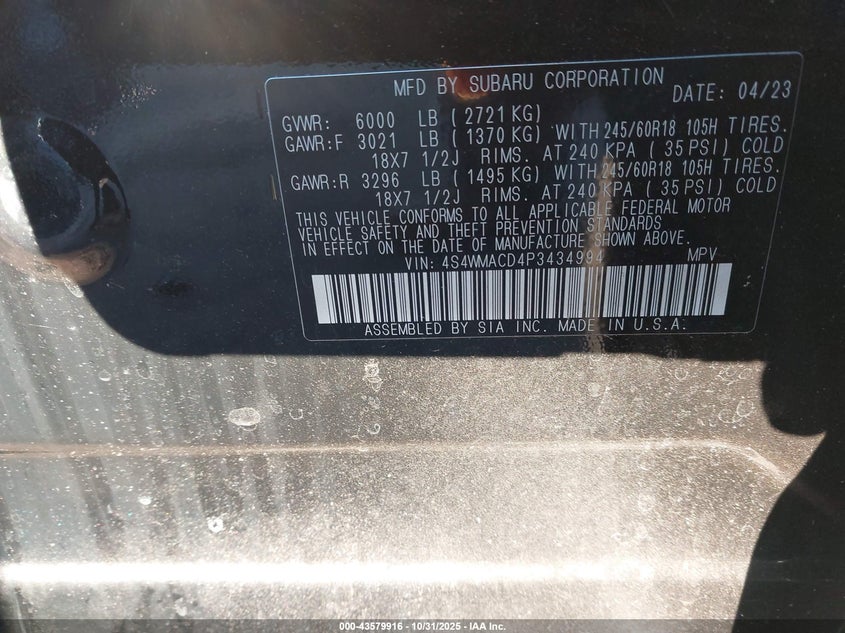 MFD BY SUBARU CORPORATION DATE: 04/23
GVWR: 6000 LB ( 2721 KG)
GAWR:F 3021 LB ( 1370 KG) WITH 245/60R18 105H TIRES.
18X7 1/2J RIMS. AT 240 KPA ( 35 PSI) COLD
GAWR:R 3296 LB ( 1495 KG) WITH 245/60R18 105H TIRES.
18X7 1/2J RIMS. AT 240 KPA ( 35 PSI) COLD
THIS VEHICLE CONFORMS TO ALL APPLICABLE FEDERAL MOTOR
VEHICLE SAFETY AND THEFT PREVENTION STANDARDS
IN EFFECT ON THE DATE OF MANUFACTURE SHOWN ABOVE.
VIN: 4S4WMACD4P3434994 MPV
ASSEMBLED BY SIA INC. MADE IN U.S.A.
000-43579916 - 10/31/2025 - IAA Inc.